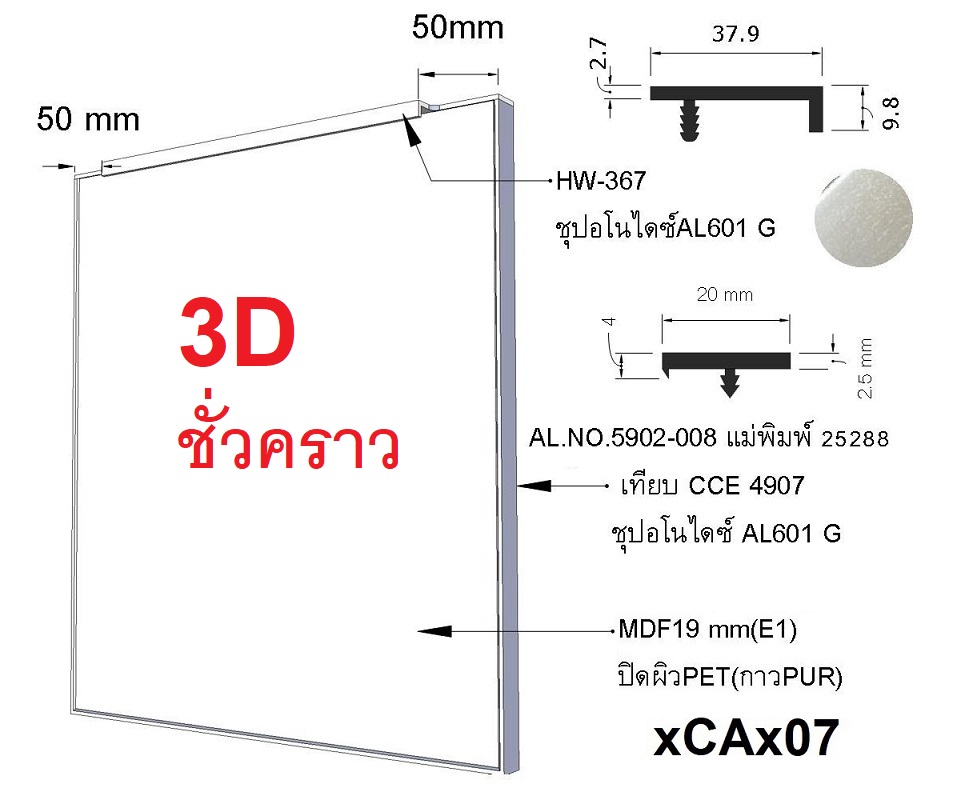 50mm
50 mm
37.9
2.7
9.8
HW-367
ชุปอโนไดซ์AL601 G
3D
ชั่วคราว
20 mm
4
2.5 mm
AL.NO.5902-008 แม่พิมพ์ 25288
เทียบ CCE 4907
ชุปอโนไดซ์ AL601 G
MDF19 mm(E1)
ปิดผิวPET(กาวPUR)
xCAx07